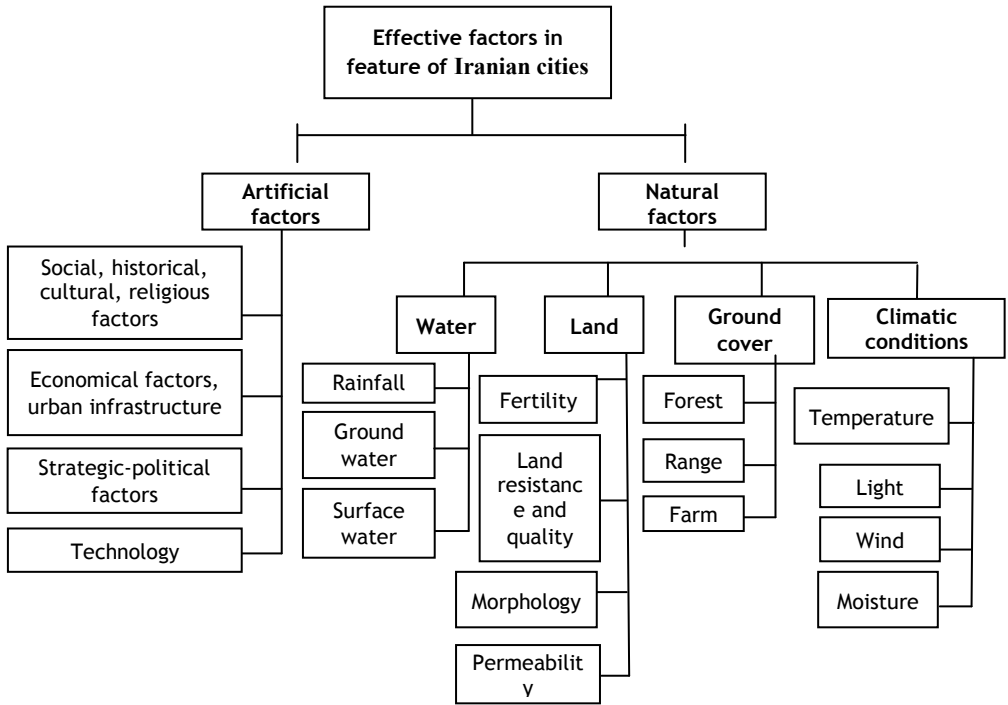 Effective factors in
feature of Iranian cities
Artificial
factors
Natural
factors
Social, historical,
cultural, religious
factors
Economical factors,
urban infrastructure
Strategic-political
factors
Technology
Water
Rainfall
Ground
water
Surface
water
Land
Fertility
Land
resistanc
e and
quality
Morphology
Permeabilit
y
Ground
cover
Forest
Range
Farm
Climatic
conditions
Temperature
Light
Wind
Moisture